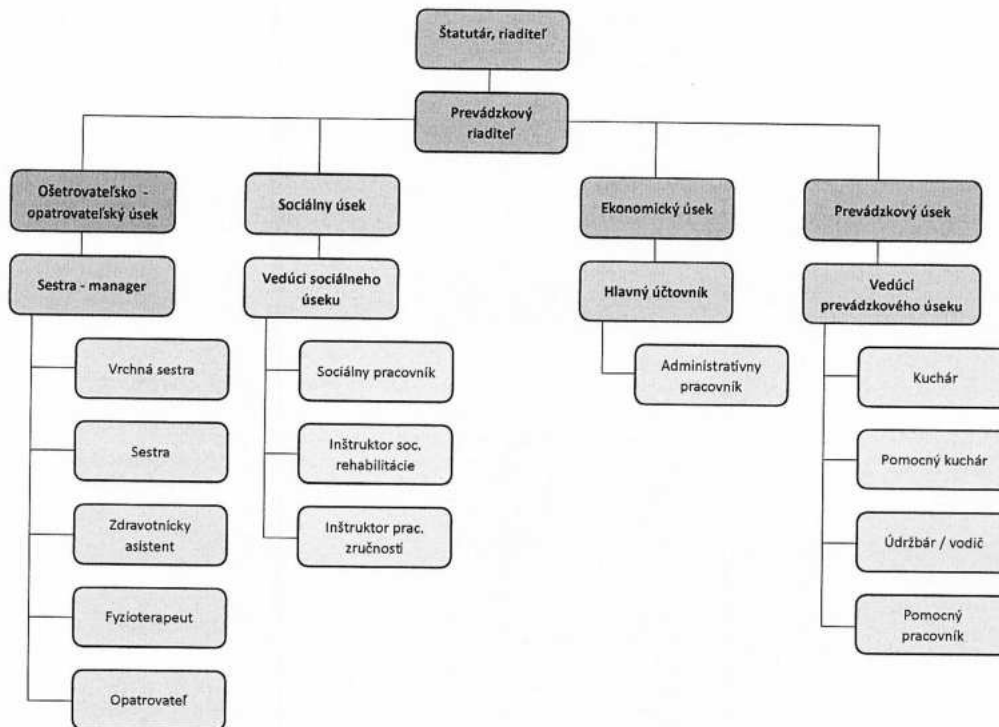 Štatutár, riaditeľ
Prevádzkový
riaditeľ
Ošetrovateľsko -
opatrovateľský úsek
Sociálny úsek
Ekonomický úsek
Prevádzkový úsek
Sestra - manager
Vedúci sociálneho
úseku
Hlavný účtovník
Vedúci
prevádzkového úseku
Vrchná sestra
Sestra
Zdravotnícky
asistent
Fyzioterapeut
Opatrovateľ
Sociálny pracovník
Inštruktor soc.
rehabilitácie
Inštruktor prac.
zručností
Administratívny
pracovník
Kuchár
Pomocný kuchár
Údržbár / vodič
Pomocný
pracovník